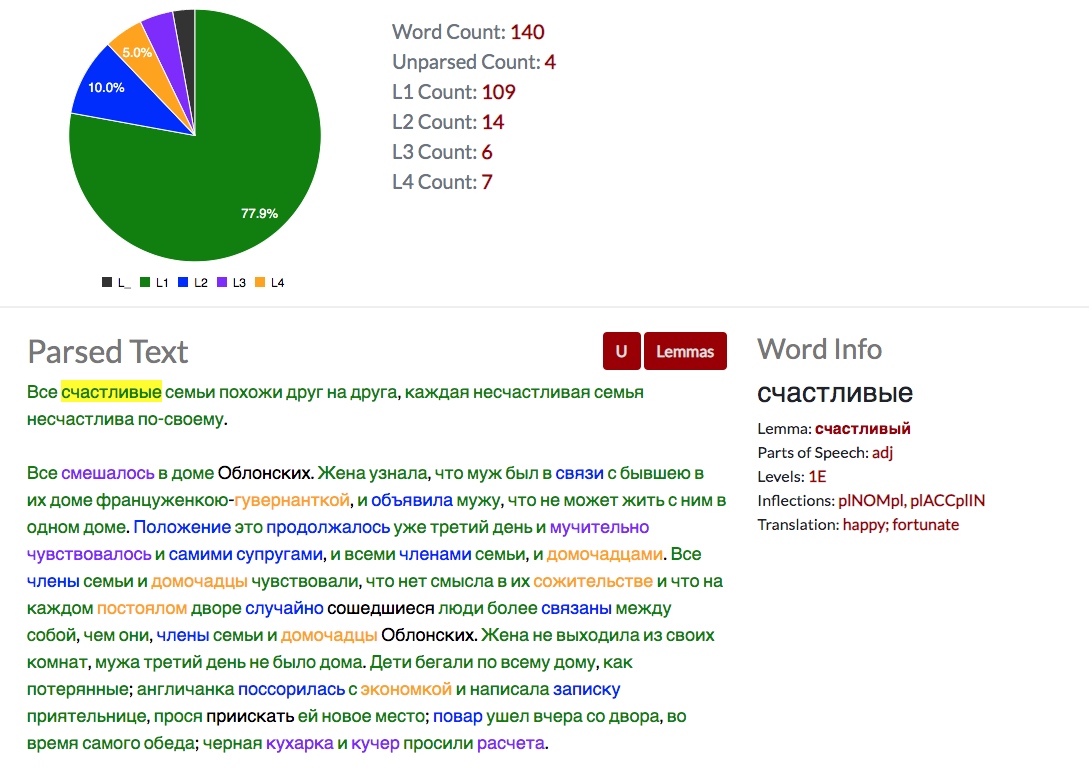 5.0%
10.0%
77.9%
L_ L1 L2 L3 L4
Word Count: 140
Unparsed Count: 4
L1 Count: 109
L2 Count: 14
L3 Count: 6
L4 Count: 7
Parsed Text
U Lemmas
Все счастливые семьи похожи друг на друга, каждая несчастливая семья
несчастлива по-своему.
Все смешалось в доме Облонских. Жена узнала, что муж был в связи с бывшею в
их доме француженкою-гувернанткой, и объявила мужу, что не может жить с ним в
одном доме. Положение это продолжалось уже третий день и мучительно
чувствовалось и самими супругами, и всеми членами семьи, и домочадцами. Все
члены семьи и домочадцы чувствовали, что нет смысла в их сожительстве и что на
каждом постоялом дворе случайно сошедшиеся люди более связаны между
собой, чем они, члены семьи и домочадцы Облонских. Жена не выходила из своих
комнат, мужа третий день не было дома. Дети бегали по всему дому, как
потерянные; англичанка поссорилась с экономкой и написала записку
приятельнице, прося приискать ей новое место; повар ушел вчера со двора, во
время самого обеда; черная кухарка и кучер просили расчета.
Word Info
счастливые
Lemma: счастливый
Parts of Speech: adj
Levels: 1E
Inflections: plNOMpl, plACCplIN
Translation: happy; fortunate